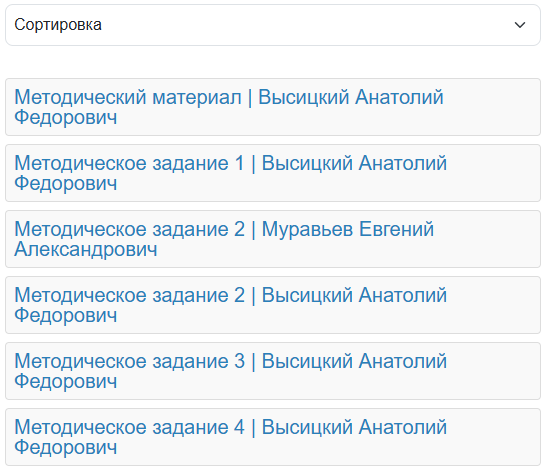 Сортировка
Методический материал | Высицкий Анатолий
Федорович
Методическое задание 1 | Высицкий Анатолий
Федорович
Методическое задание 2 | Муравьев Евгений
Александрович
Методическое задание 2 | Высицкий Анатолий
Федорович
Методическое задание 3 | Высицкий Анатолий
Федорович
Методическое задание 4 | Высицкий Анатолий
Федорович